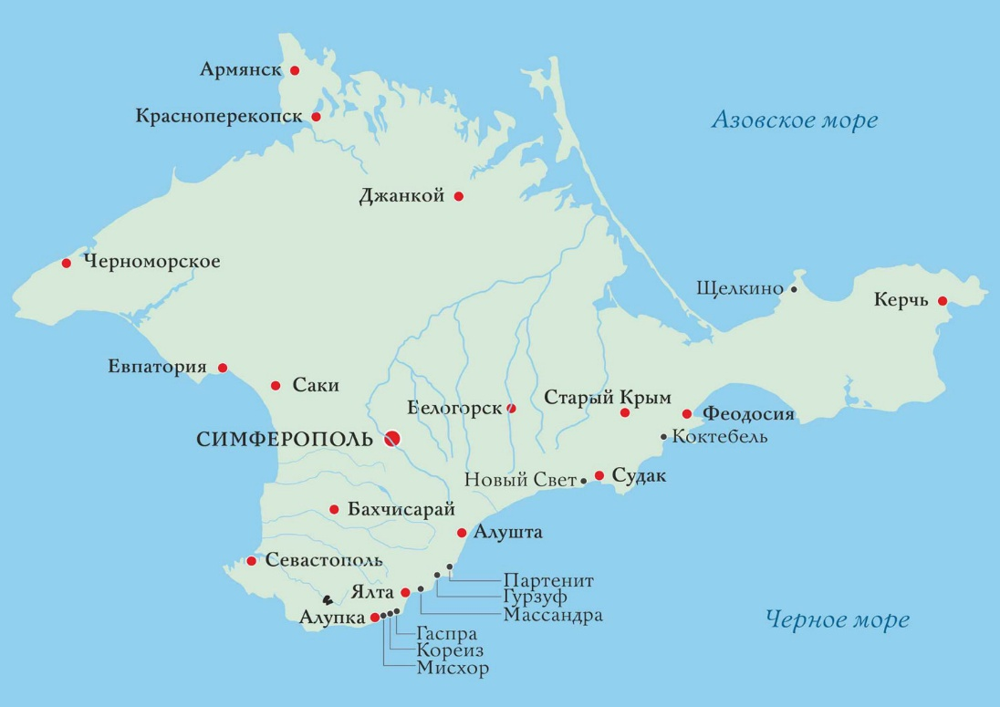 Армянск
Красноперекопск
Азовское море
Джанкой
Черноморское
Щелкино
Керчь
Евпатория
Саки
Белогорск
Старый Крым
Феодосия
Коктебель
СИМФЕРОПОЛЬ
Новый Свет
Судак
Бахчисарай
Алушта
Севастополь
Партенит
Ялта
Гурзуф
Массандра
Алупка
Черное море
Гаспра
Кореиз
Мисхор